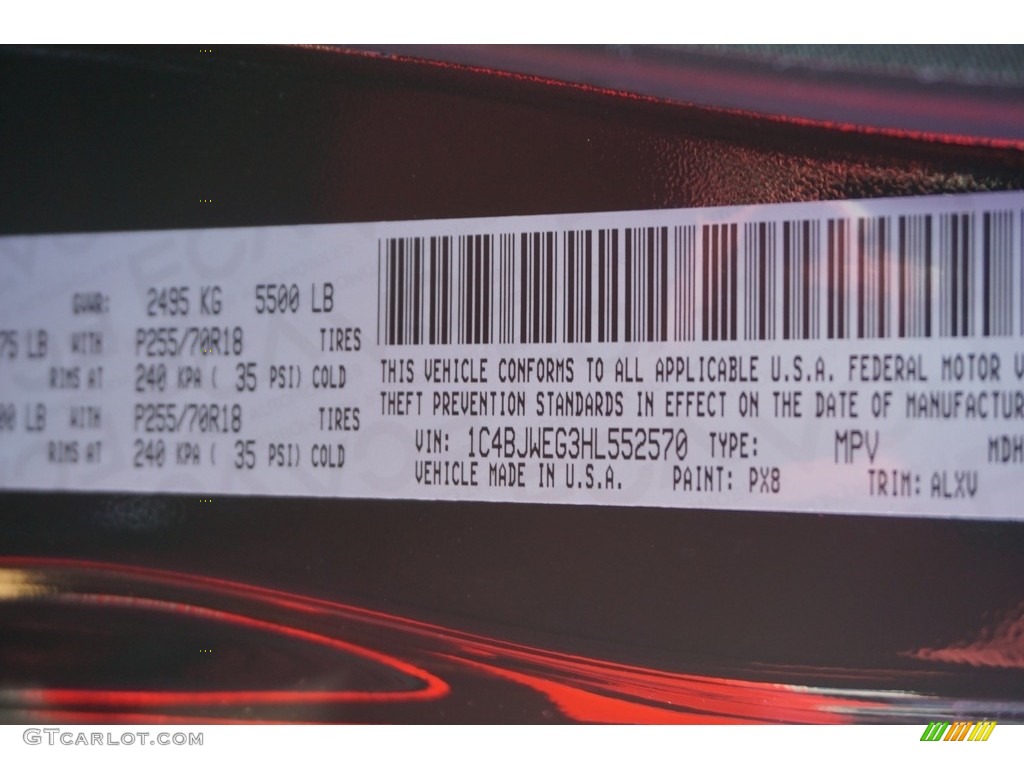 GVWR: 2495 KG 5500 LB
75 LB WITH P255/70R18 TIRES
RIMS AT 240 KPA ( 35 PSI) COLD
00 LB WITH P255/70R18 TIRES
RIMS AT 240 KPA ( 35 PSI) COLD
THIS VEHICLE CONFORMS TO ALL APPLICABLE U.S.A. FEDERAL MOTOR V
THEFT PREVENTION STANDARDS IN EFFECT ON THE DATE OF MANUFACTUR
VIN: 1C4BJWEG3HL552570 TYPE: MPV MDH
VEHICLE MADE IN U.S.A. PAINT: PX8 TRIM: ALXV
GTcarlot.com